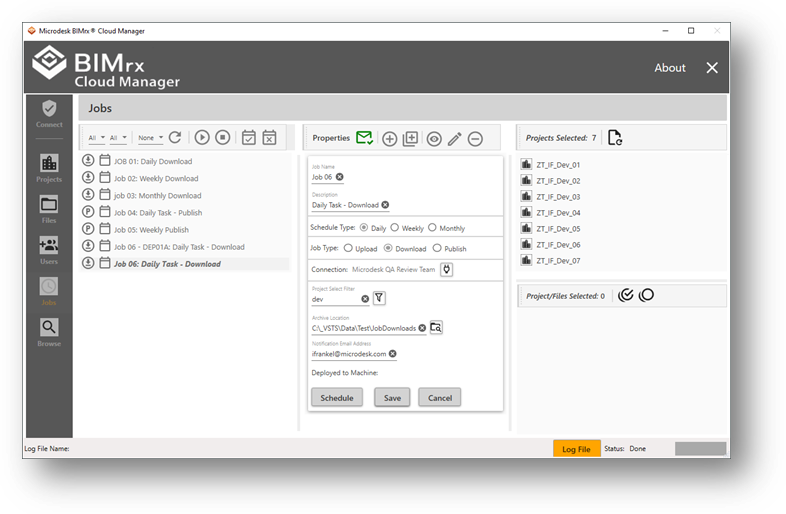 Microdesk BIMrx® Cloud Manager
BIMrx
Cloud Manager
About
Connect
Projects
Files
Users
Jobs
Browse
Jobs
All All None
JOB 01: Daily Download
Job 02: Weekly Download
job 03: Monthly Download
Job 04: Daily Task - Publish
Job 05: Weekly Publish
Job 06 - DEP01A: Daily Task - Download
Job 06: Daily Task - Download
Properties
Job Name
Job 06
Description
Daily Task - Download
Schedule Type: Daily Weekly Monthly
Job Type: Upload Download Publish
Connection: Microdesk QA Review Team
Project Select Filter
dev
Archive Location
C:\_VSTS\Data\Test\JobDownloads
Notification Email Address
ifrankel@microdesk.com
Deployed to Machine:
Schedule Save Cancel
Projects Selected: 7
ZT_IF_Dev_01
ZT_IF_Dev_02
ZT_IF_Dev_03
ZT_IF_Dev_04
ZT_IF_Dev_05
ZT_IF_Dev_06
ZT_IF_Dev_07
Project/Files Selected: 0
Log File Name:
Log File
Status: Done